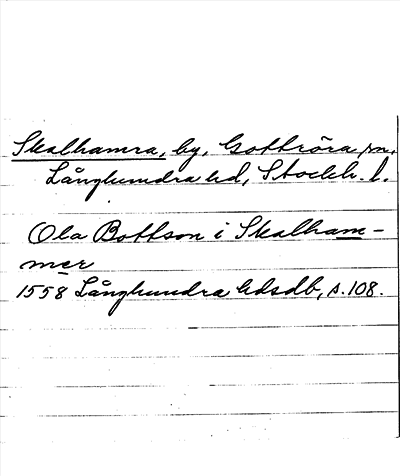 Skalhamra, by, Gottröra sn,
Långhundra hd, Stockh. l.
Ola Bottson i Skalham-
mer
1558 Långhundra hdsdb, s. 108.